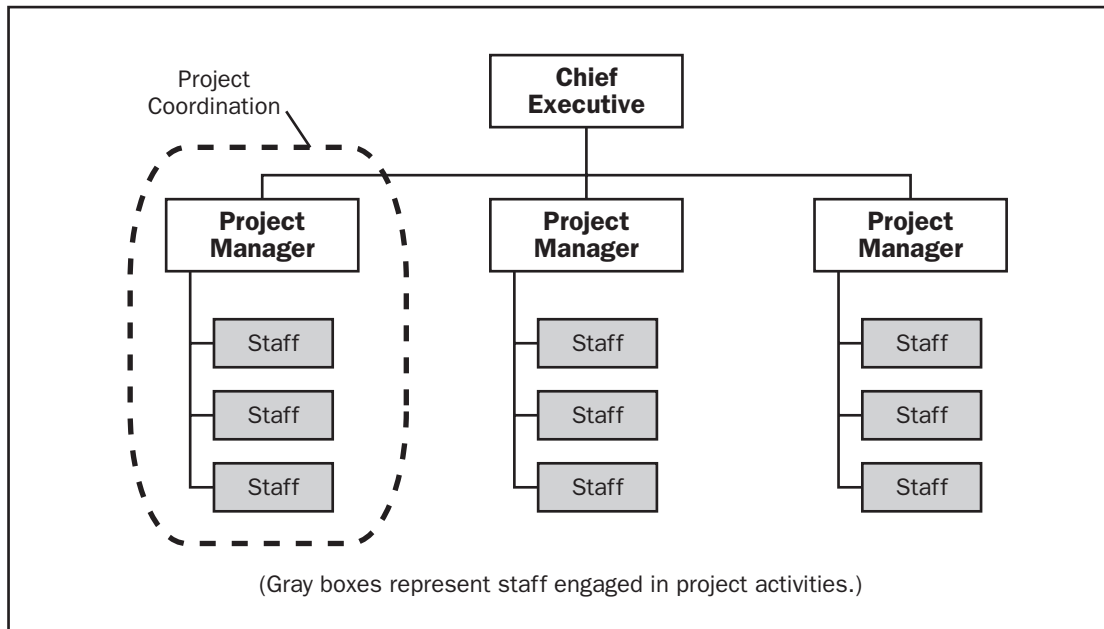 Project
Coordination
Chief
Executive
Project
Manager
Project
Manager
Project
Manager
Staff
Staff
Staff
Staff
Staff
Staff
Staff
Staff
Staff
(Gray boxes represent staff engaged in project activities.)